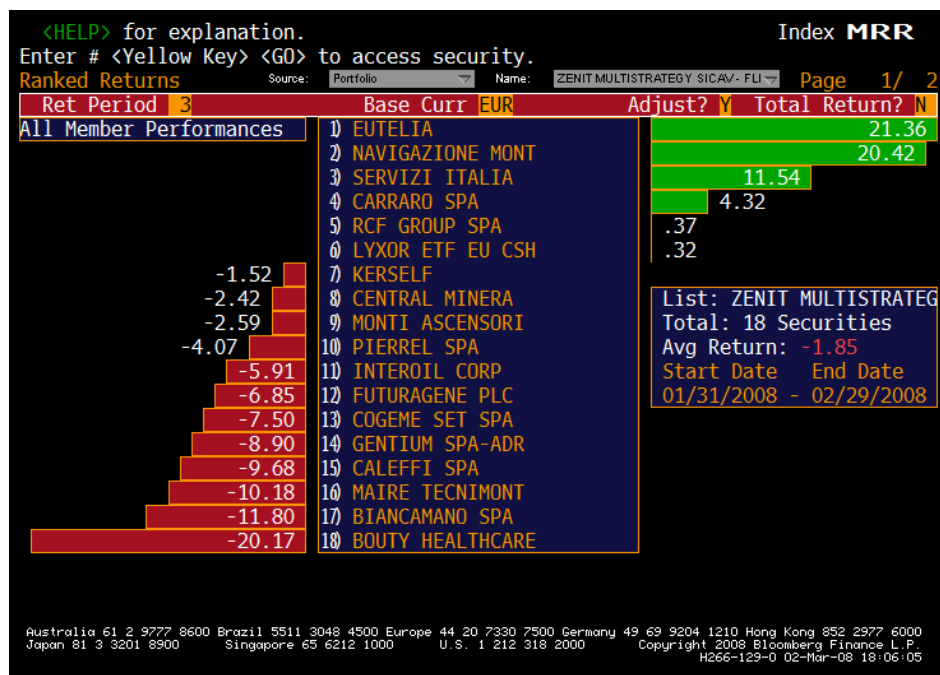 <HELP> for explanation. Index MRR
Enter # <Yellow Key> <GO> to access security.
Ranked Returns Source: Portfolio Name: ZENIT MULTISTRATEGY SICAV- FLI Page 1/ 2
Ret Period 3 Base Curr EUR Adjust? Y Total Return? N
All Member Performances 1) EUTELIA 21.36
2) NAVIGAZIONE MONT 20.42
3) SERVIZI ITALIA 11.54
4) CARRARO SPA 4.32
5) RCF GROUP SPA .37
6) LYXOR ETF EU CSH .32
-1.52 7) KERSELF
-2.42 8) CENTRAL MINERA List: ZENIT MULTISTRATEG
-2.59 9) MONTI ASCENSORI Total: 18 Securities
-4.07 10) PIERREL SPA Avg Return: -1.85
-5.91 11) INTEROIL CORP Start Date End Date
-6.85 12) FUTURAGENE PLC 01/31/2008 - 02/29/2008
-7.50 13) COGEME SET SPA
-8.90 14) GENTIUM SPA-ADR
-9.68 15) CALEFFI SPA
-10.18 16) MAIRE TECNIMONT
-11.80 17) BIANCAMANO SPA
-20.17 18) BOUTY HEALTHCARE
Australia 61 2 9777 8600 Brazil 5511 3048 4500 Europe 44 20 7330 7500 Germany 49 69 9204 1210 Hong Kong 852 2977 6000
Japan 81 3 3201 8900 Singapore 65 6212 1000 U.S. 1 212 318 2000 Copyright 2008 Bloomberg Finance L.P.
H266-129-0 02-Mar-08 18:06:05